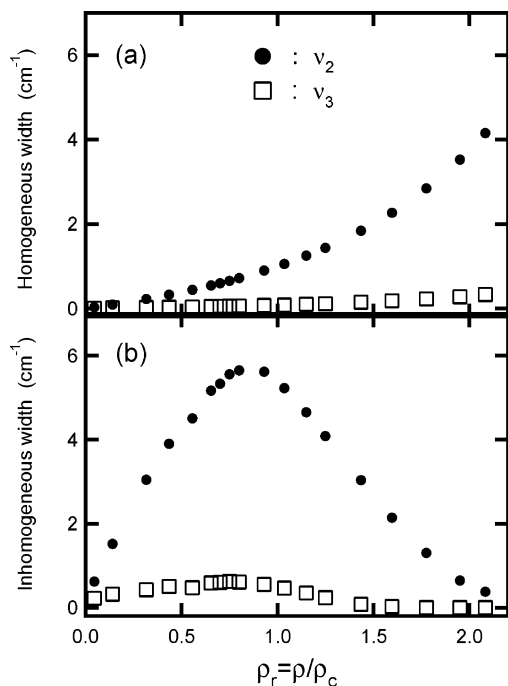 (a)
● : ν₂
□ : ν₃
Homogeneous width (cm⁻¹)
6
4
2
0
(b)
Inhomogeneous width (cm⁻¹)
6
4
2
0
0.0 0.5 1.0 1.5 2.0
ρᵣ=ρ/ρ_c